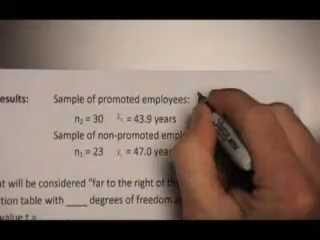 esults: Sample of promoted employees:
n₂ = 30 x̄₂ = 43.9 years
Sample of non-promoted empl
n₁ = 23 x̄₁ = 47.0 year
t will be considered "far to the right of th
tion table with ____ degrees of freedom a
value t =